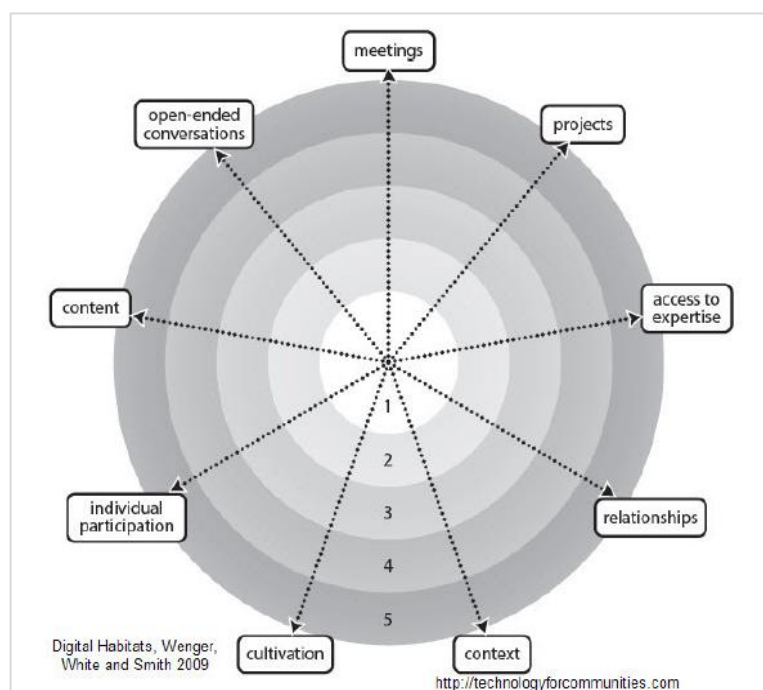 meetings
open-ended
conversations
projects
content
access to
expertise
1
2
individual
participation
relationships
3
4
5
Digital Habitats, Wenger,
White and Smith 2009
cultivation
context
http://technologyforcommunities.com